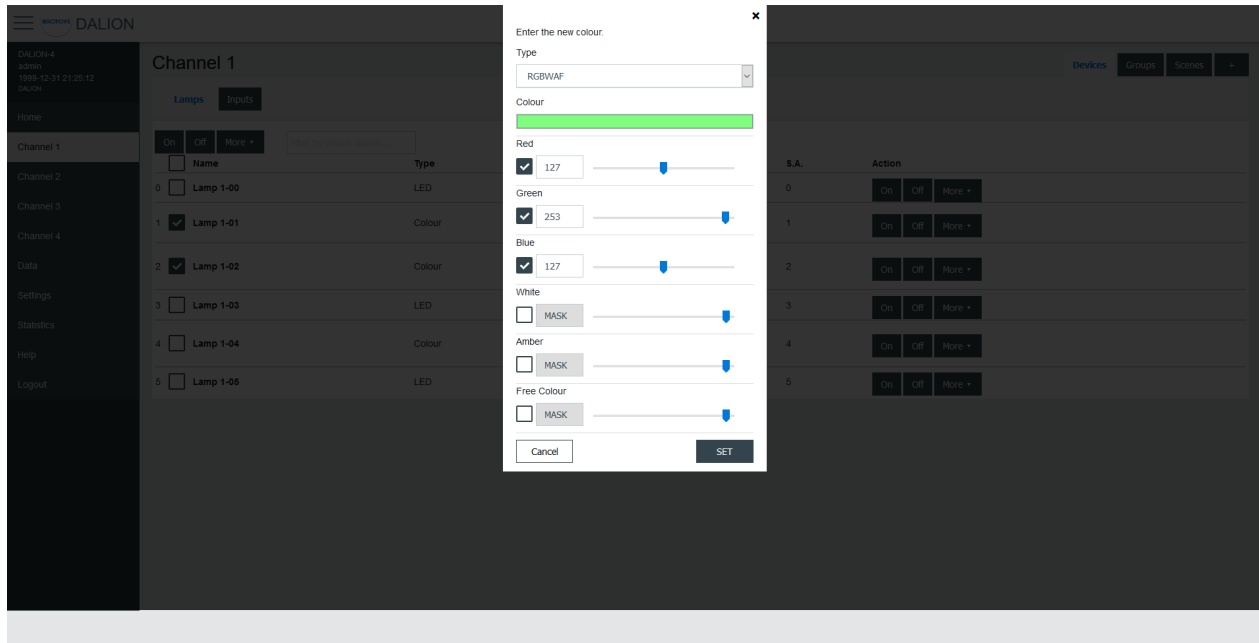 DALION
DALION-4
admin
1999-12-31 21:25:12
DALION
Home
Channel 1
Channel 2
Channel 3
Channel 4
Data
Settings
Statistics
Help
Logout
Channel 1
Devices Groups Scenes +
Lamps Inputs
On Off More
Name Type S.A. Action
0 Lamp 1-00 LED 0 On Off More
1 Lamp 1-01 Colour 1 On Off More
2 Lamp 1-02 Colour 2 On Off More
3 Lamp 1-03 LED 3 On Off More
4 Lamp 1-04 Colour 4 On Off More
5 Lamp 1-05 LED 5 On Off More
×
Enter the new colour.
Type
RGBWAF
Colour
Red
127
Green
253
Blue
127
White
MASK
Amber
MASK
Free Colour
MASK
Cancel SET